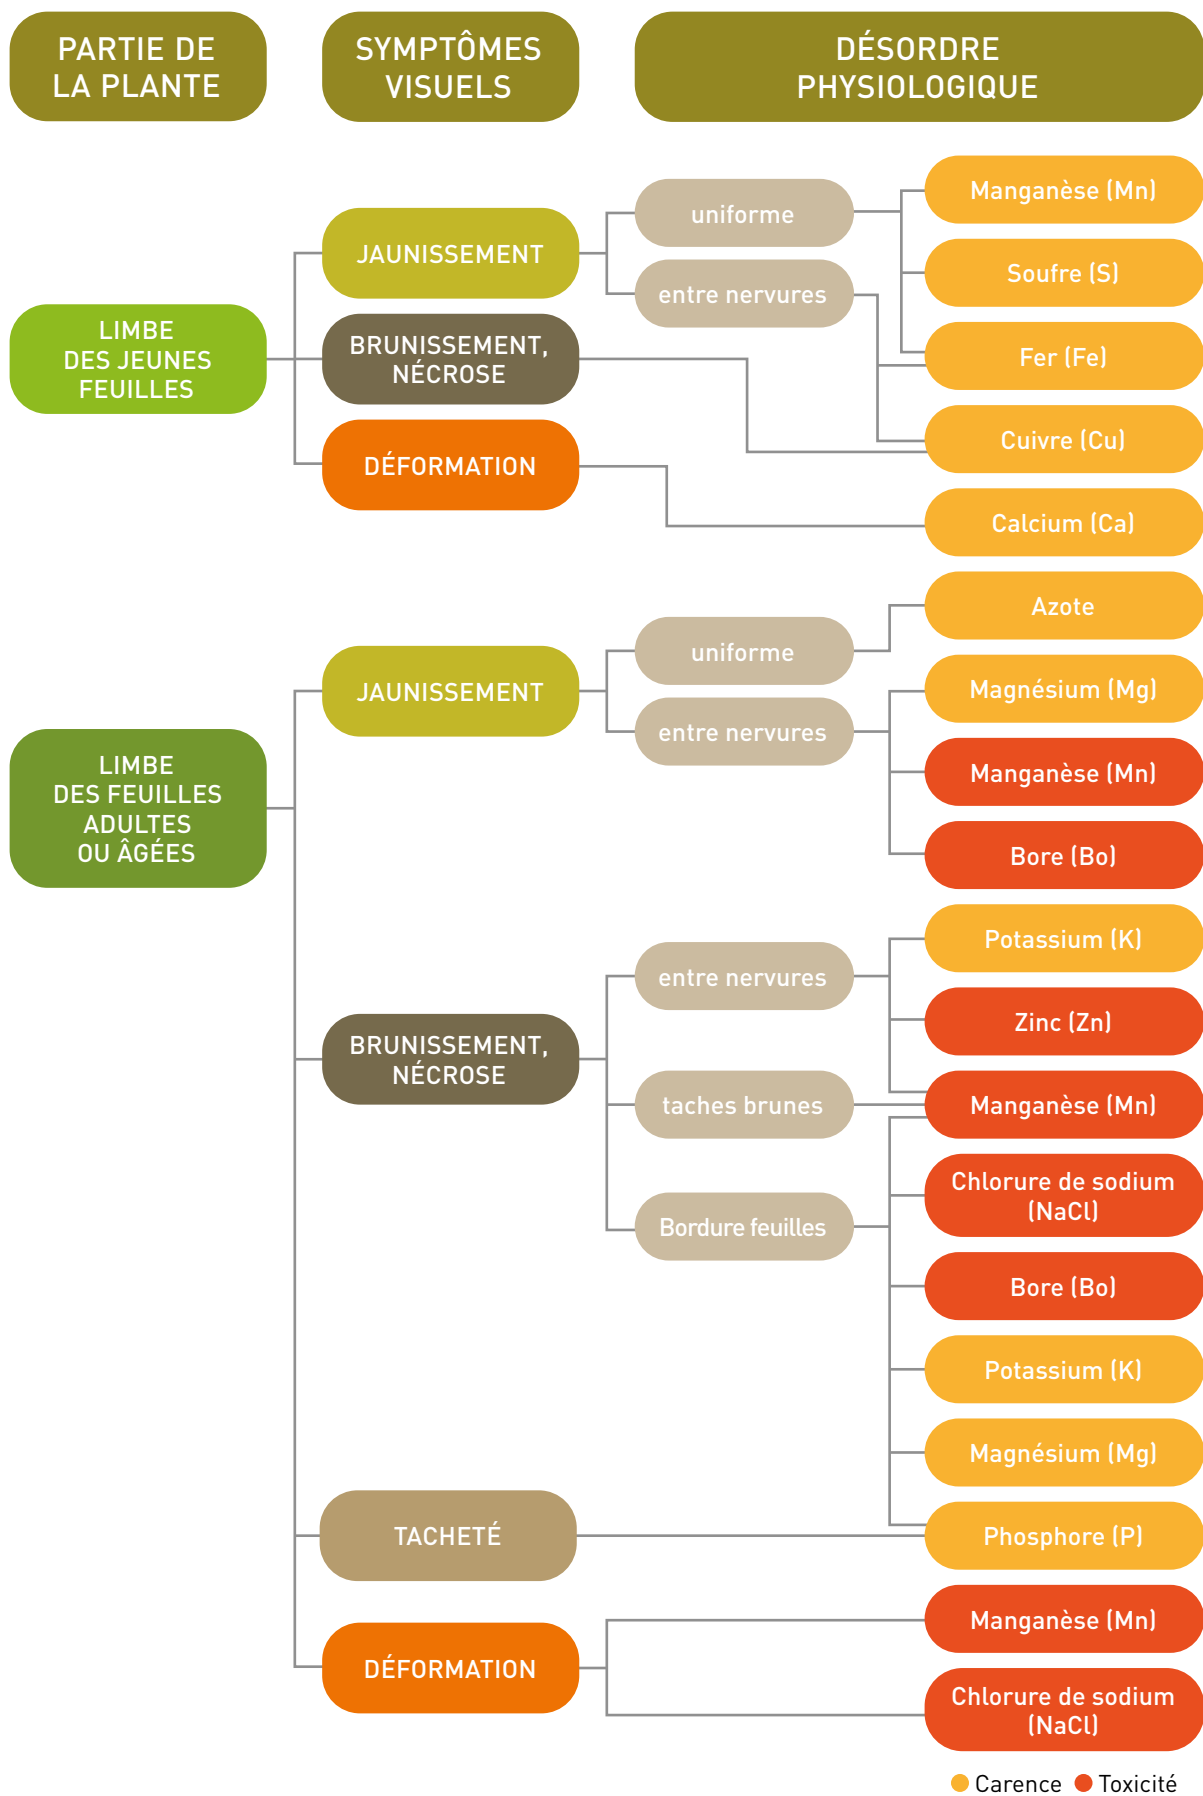 PARTIE DE
LA PLANTE
SYMPTÔMES
VISUELS
DÉSORDRE
PHYSIOLOGIQUE
LIMBE
DES JEUNES
FEUILLES
JAUNISSEMENT
uniforme
entre nervures
BRUNISSEMENT,
NÉCROSE
DÉFORMATION
Manganèse (Mn)
Soufre (S)
Fer (Fe)
Cuivre (Cu)
Calcium (Ca)
LIMBE
DES FEUILLES
ADULTES
OU ÂGÉES
JAUNISSEMENT
uniforme
entre nervures
Azote
Magnésium (Mg)
Manganèse (Mn)
Bore (Bo)
BRUNISSEMENT,
NÉCROSE
entre nervures
taches brunes
Bordure feuilles
Potassium (K)
Zinc (Zn)
Manganèse (Mn)
Chlorure de sodium
(NaCl)
Bore (Bo)
Potassium (K)
Magnésium (Mg)
TACHETÉ
Phosphore (P)
DÉFORMATION
Manganèse (Mn)
Chlorure de sodium
(NaCl)
Carence Toxicité